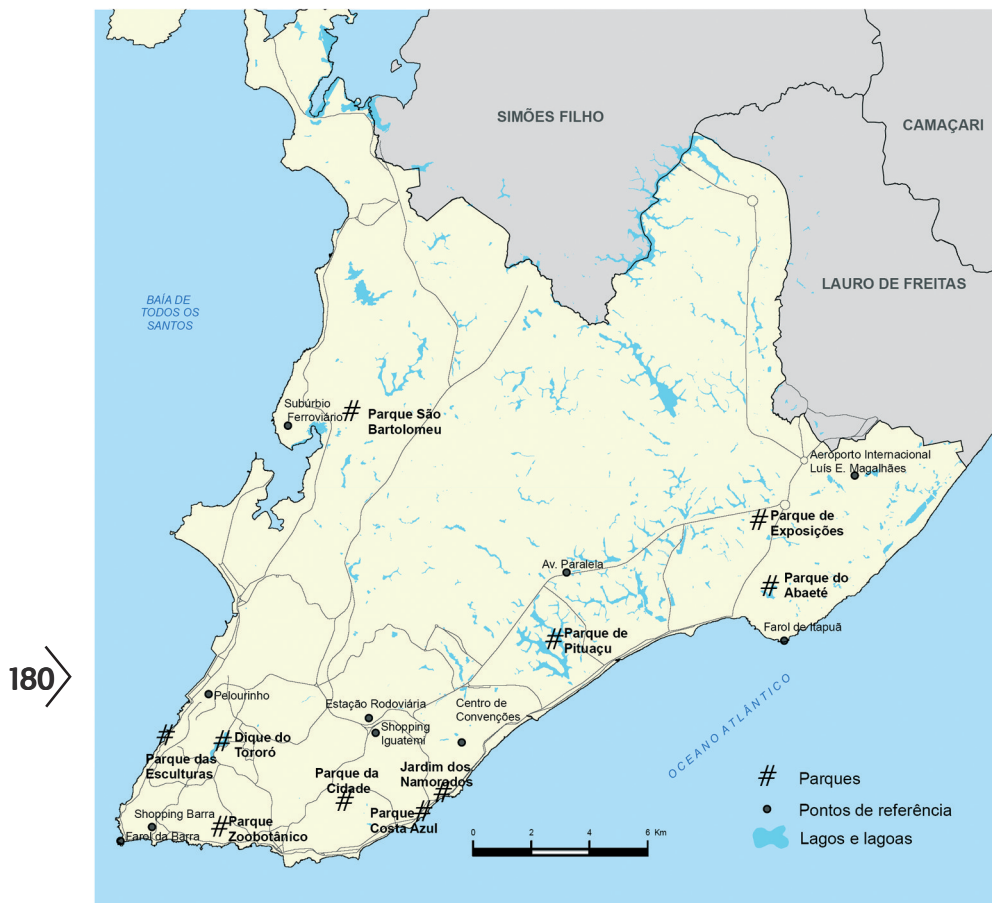 SIMÕES FILHO
CAMAÇARI
LAURO DE FREITAS
BAÍA DE
TODOS OS
SANTOS
Subúrbio
Ferroviário
Parque São
Bartolomeu
Aeroporto Internacional
Luís E. Magalhães
Parque de
Exposições
Av. Paralela
Parque do
Abaeté
Farol de Itapuã
Parque de
Pituaçu
180
Pelourinho
Estação Rodoviária
Centro de
Convenções
Shopping
Iguatemi
Dique do
Tororó
Parque das
Esculturas
Parque da
Cidade
Jardim dos
Namorados
Parque
Costa Azul
Shopping Barra
Farol da Barra
Parque
Zoobotânico
OCEANO ATLÂNTICO
# Parques
Pontos de referência
Lagos e lagoas
0 2 4 6 Km